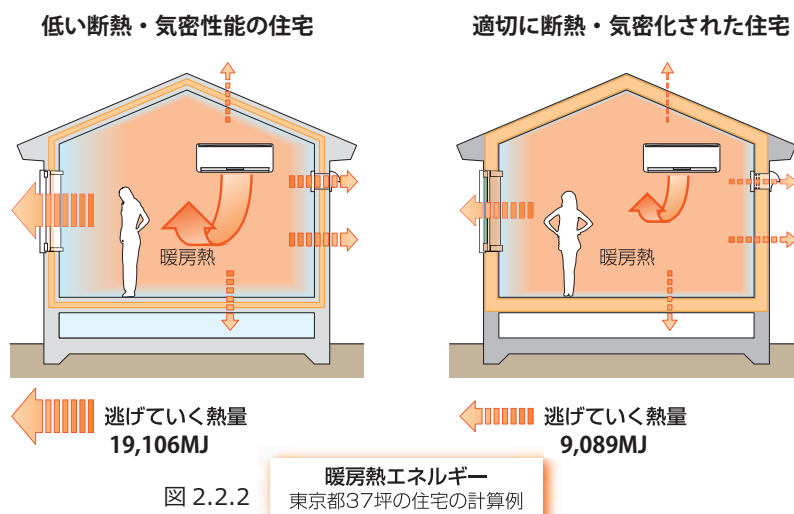 低い断熱・気密性能の住宅
適切に断熱・気密化された住宅
暖房熱
暖房熱
逃げていく熱量
19,106MJ
逃げていく熱量
9,089MJ
図 2.2.2
暖房熱エネルギー
東京都37坪の住宅の計算例